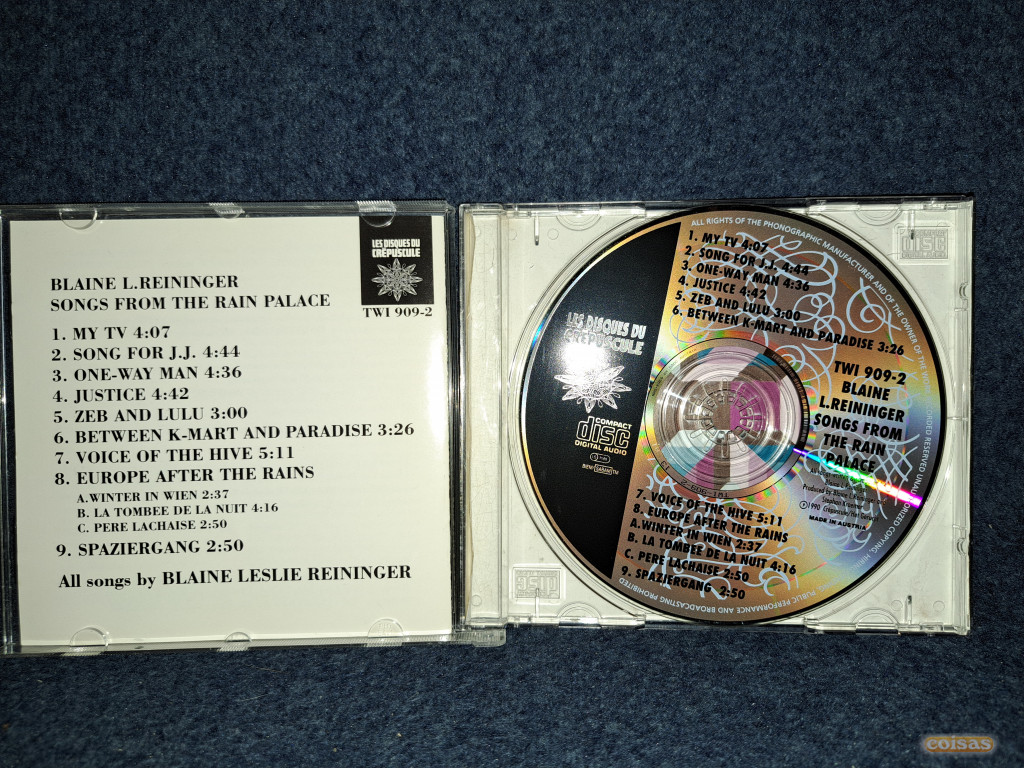 LES DISQUES DU
CRÉPUSCULE
TWI 909-2
BLAINE L.REININGER
SONGS FROM THE RAIN PALACE
1. MY TV 4:07
2. SONG FOR J.J. 4:44
3. ONE-WAY MAN 4:36
4. JUSTICE 4:42
5. ZEB AND LULU 3:00
6. BETWEEN K-MART AND PARADISE 3:26
7. VOICE OF THE HIVE 5:11
8. EUROPE AFTER THE RAINS
A.WINTER IN WIEN 2:37
B. LA TOMBEE DE LA NUIT 4:16
C. PERE LACHAISE 2:50
9. SPAZIERGANG 2:50
All songs by BLAINE LESLIE REININGER
ALL RIGHTS OF THE PHONOGRAPHIC MANUFACTURER AND OF THE OWNER OF THE
RESERVED
COPYING,
PUBLIC PERFORMANCE AND BROADCASTING PROHIBITED
LES DISQUES DU
CRÉPUSCULE
COMPACT
disc
DIGITAL AUDIO
1. MY TV 4:07
2. SONG FOR J.J. 4:44
3. ONE-WAY MAN 4:36
4. JUSTICE 4:42
5. ZEB AND LULU 3:00
6. BETWEEN K-MART AND PARADISE 3:26
TWI 909-2
BLAINE
L.REININGER
SONGS FROM
THE RAIN
PALACE
MADE IN AUSTRIA
7. VOICE OF THE HIVE 5:11
8. EUROPE AFTER THE RAINS
A.WINTER IN WIEN 2:37
B. LA TOMBEE DE LA NUIT 4:16
C. PERE LACHAISE 2:50
9. SPAZIERGANG 2:50
coisas